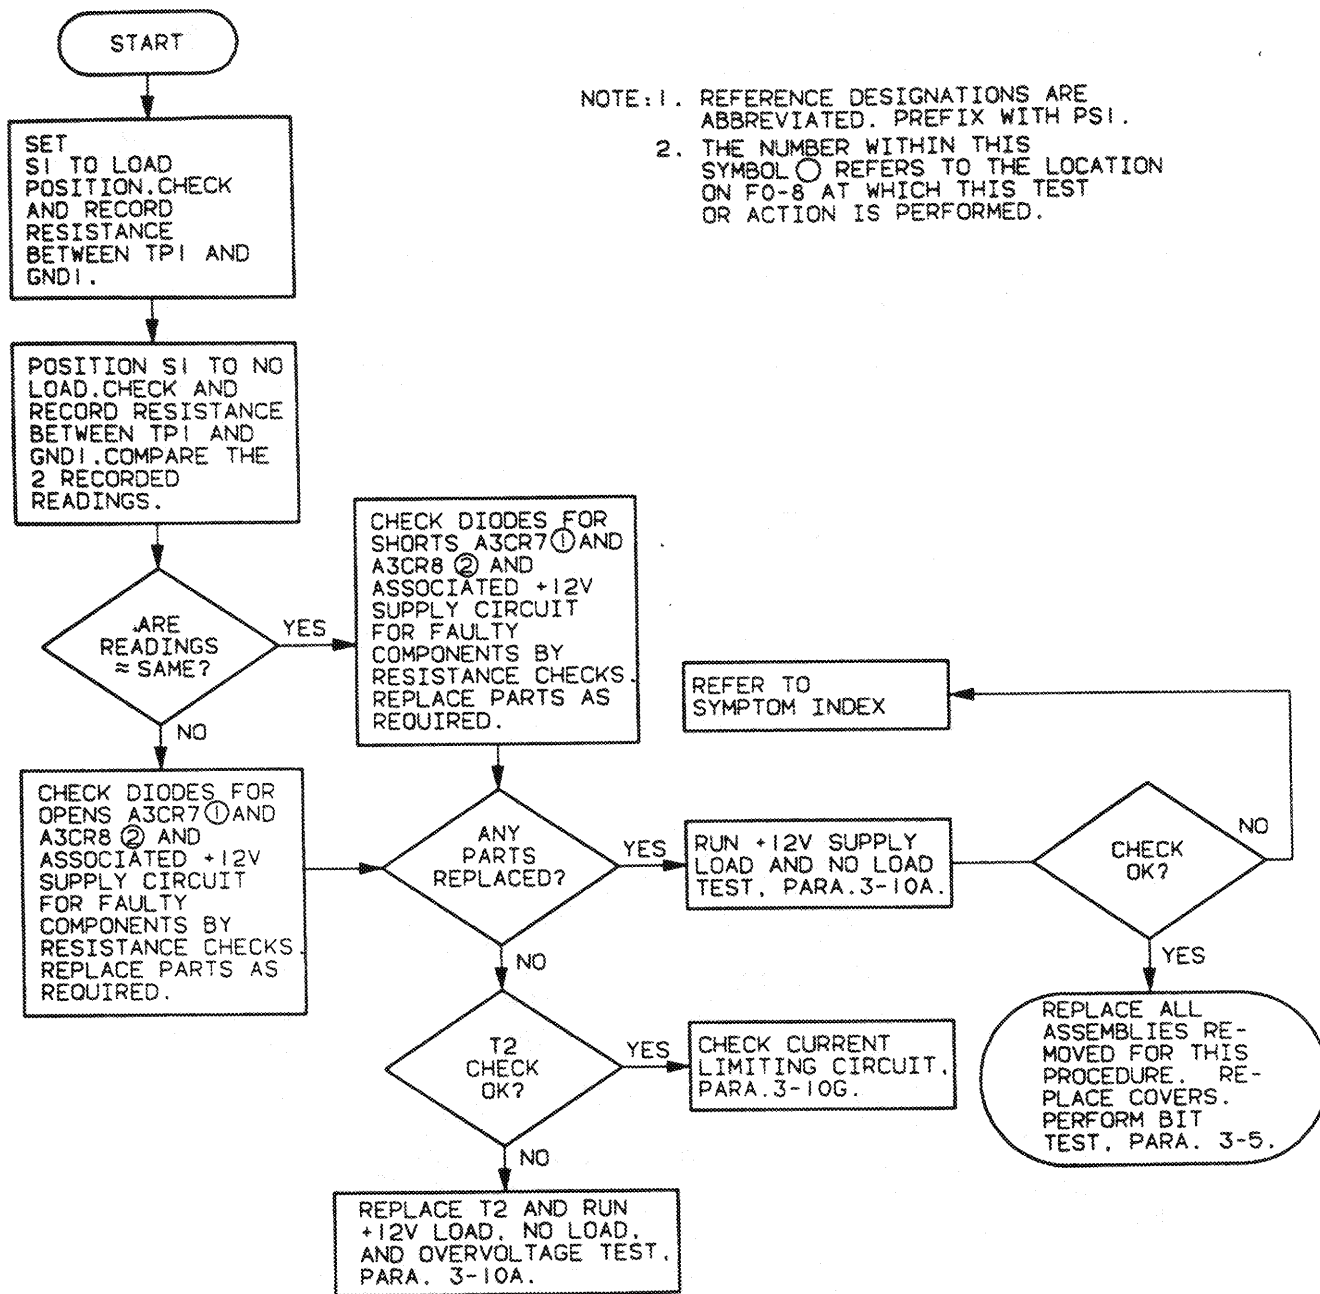 START
NOTE: 1. REFERENCE DESIGNATIONS ARE
ABBREVIATED. PREFIX WITH PS1.
2. THE NUMBER WITHIN THIS
SYMBOL ○ REFERS TO THE LOCATION
ON FO-8 AT WHICH THIS TEST
OR ACTION IS PERFORMED.
SET
S1 TO LOAD
POSITION.CHECK
AND RECORD
RESISTANCE
BETWEEN TP1 AND
GND1.
POSITION S1 TO NO
LOAD.CHECK AND
RECORD RESISTANCE
BETWEEN TP1 AND
GND1.COMPARE THE
2 RECORDED
READINGS.
ARE
READINGS
≈ SAME?
YES
NO
CHECK DIODES FOR
SHORTS A3CR7 ① AND
A3CR8 ② AND
ASSOCIATED +12V
SUPPLY CIRCUIT
FOR FAULTY
COMPONENTS BY
RESISTANCE CHECKS.
REPLACE PARTS AS
REQUIRED.
CHECK DIODES FOR
OPENS A3CR7 ① AND
A3CR8 ② AND
ASSOCIATED +12V
SUPPLY CIRCUIT
FOR FAULTY
COMPONENTS BY
RESISTANCE CHECKS.
REPLACE PARTS AS
REQUIRED.
ANY
PARTS
REPLACED?
YES
NO
RUN +12V SUPPLY
LOAD AND NO LOAD
TEST, PARA.3-10A.
REFER TO
SYMPTOM INDEX
CHECK
OK?
NO
YES
REPLACE ALL
ASSEMBLIES RE-
MOVED FOR THIS
PROCEDURE. RE-
PLACE COVERS.
PERFORM BIT
TEST, PARA. 3-5.
T2
CHECK
OK?
YES
NO
CHECK CURRENT
LIMITING CIRCUIT,
PARA.3-10G.
REPLACE T2 AND RUN
+12V LOAD, NO LOAD,
AND OVERVOLTAGE TEST,
PARA. 3-10A.